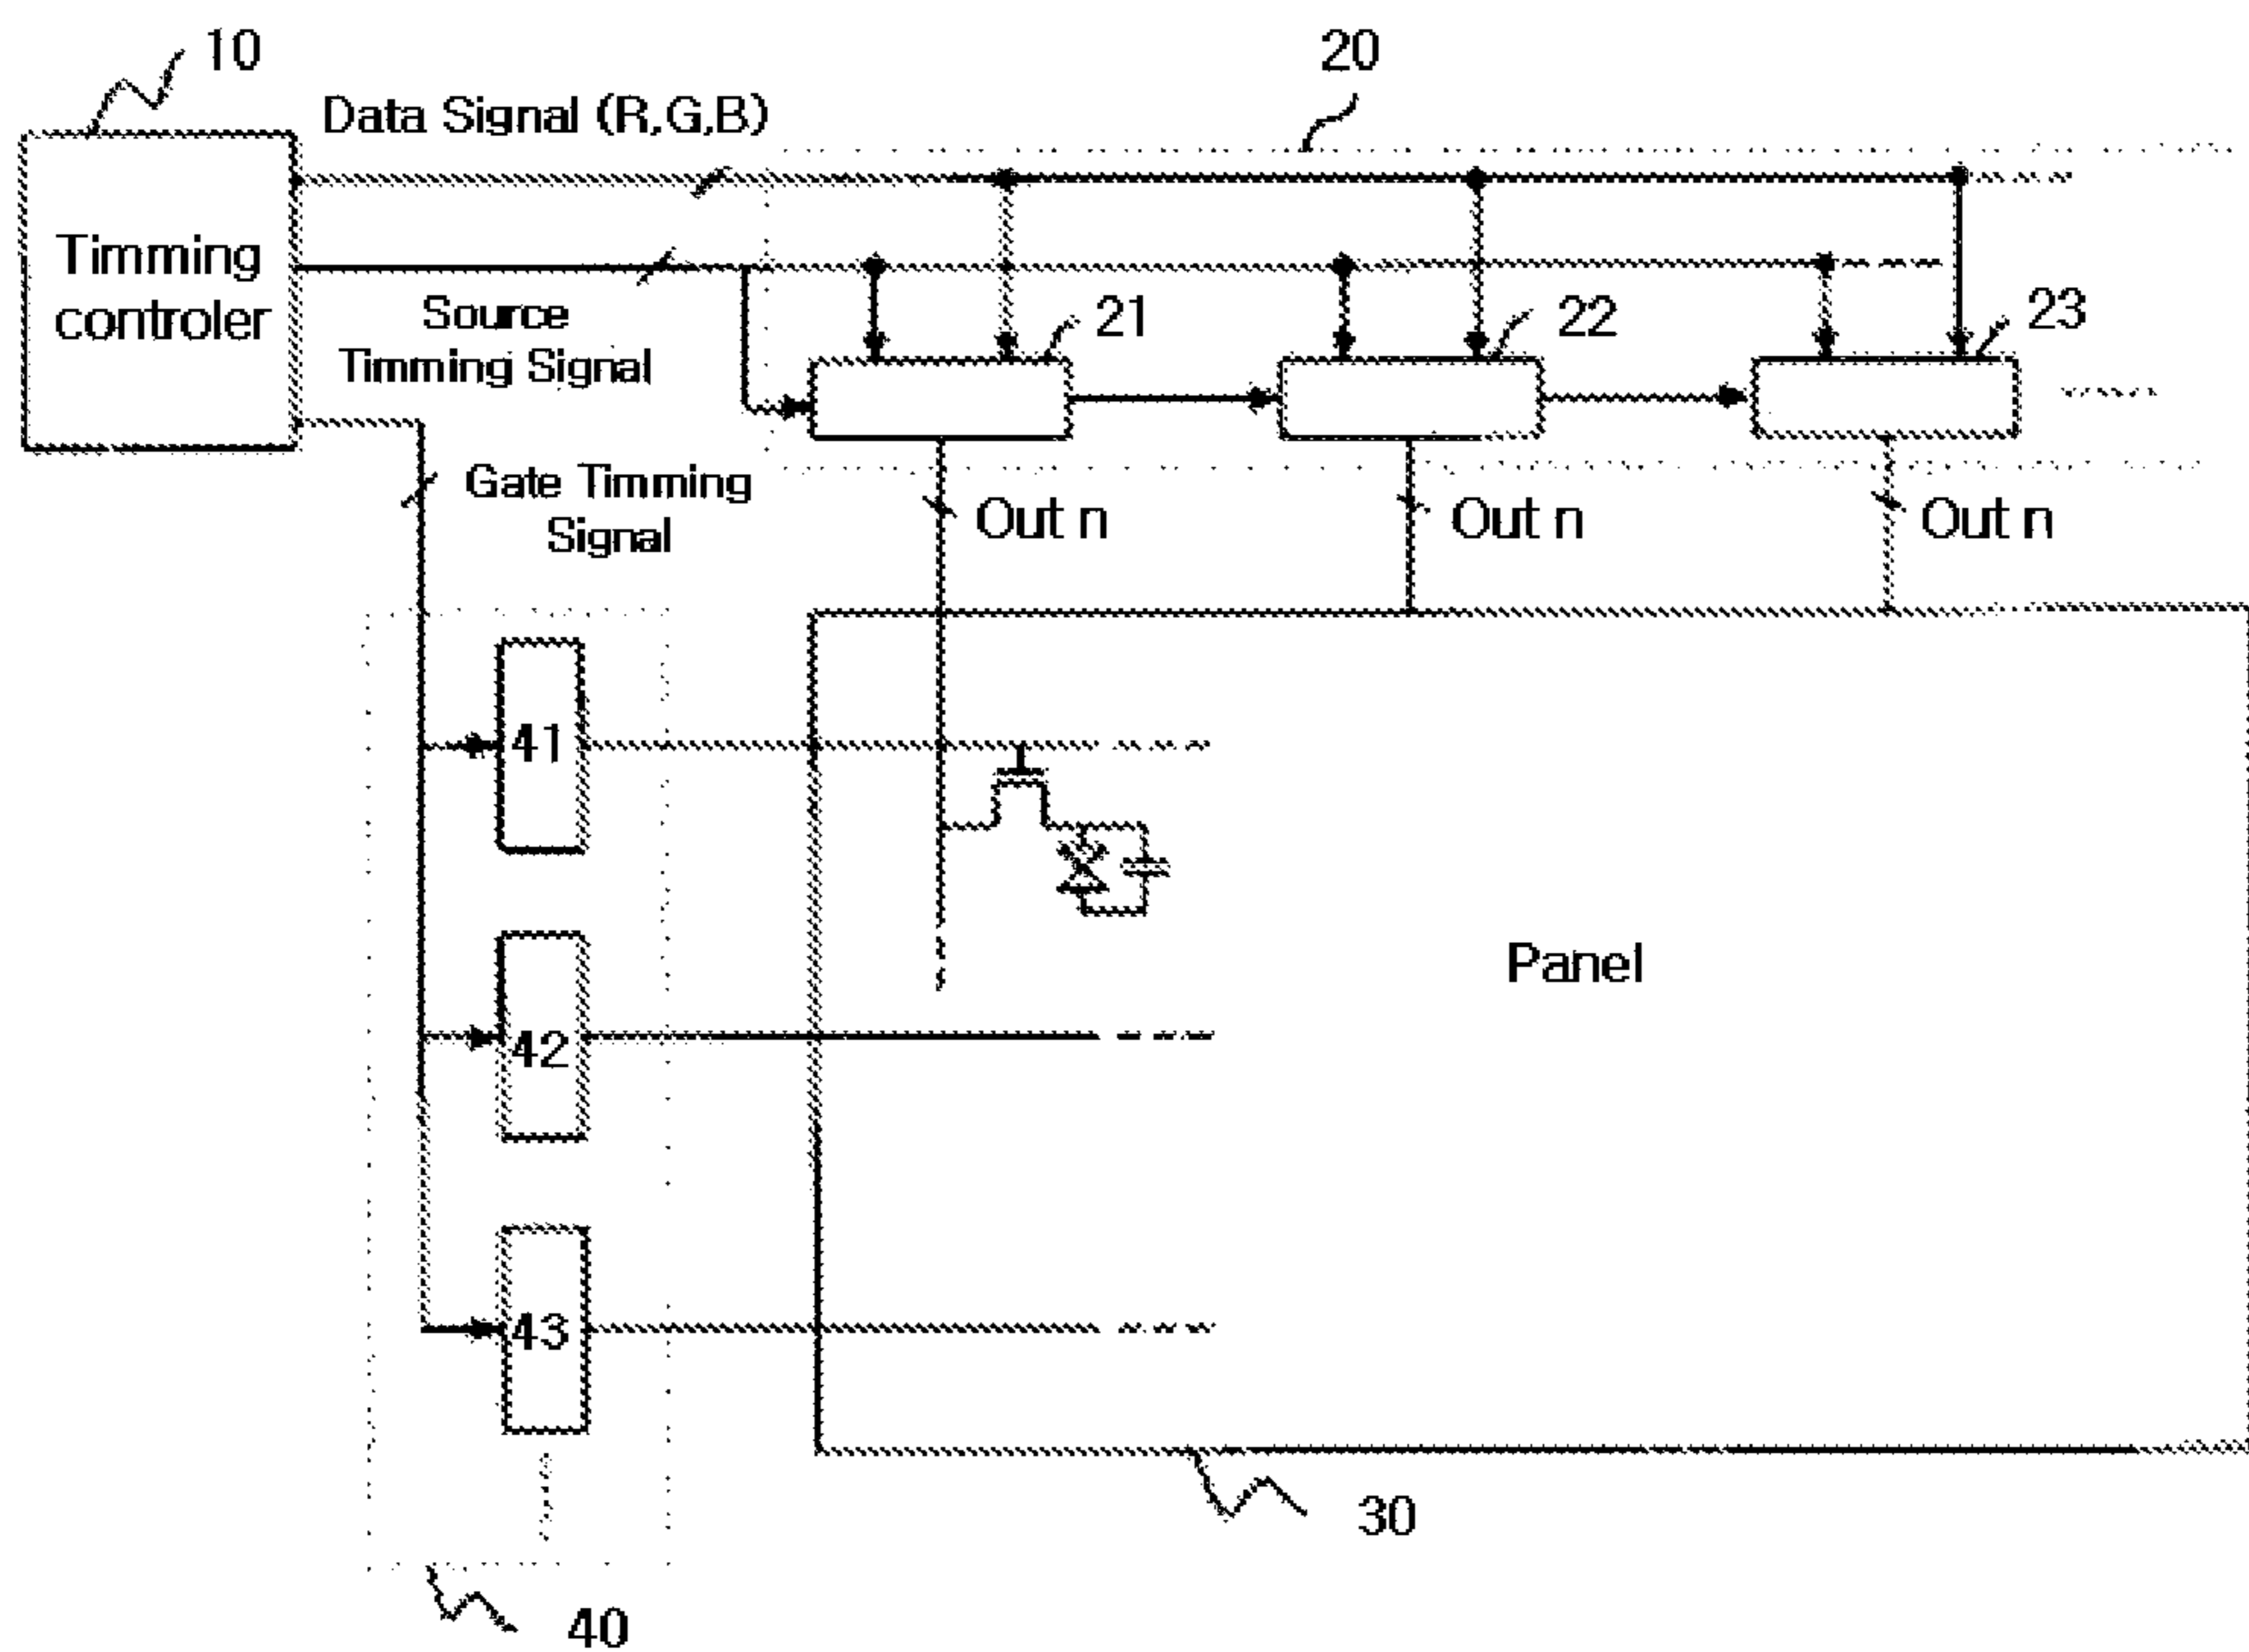 10
20
Data Signal (R,G,B)
Timming
controler
Source
Timming Signal
21
22
23
Gate Timming
Signal
Out n
Out n
Out n
41
42
43
Panel
30
40